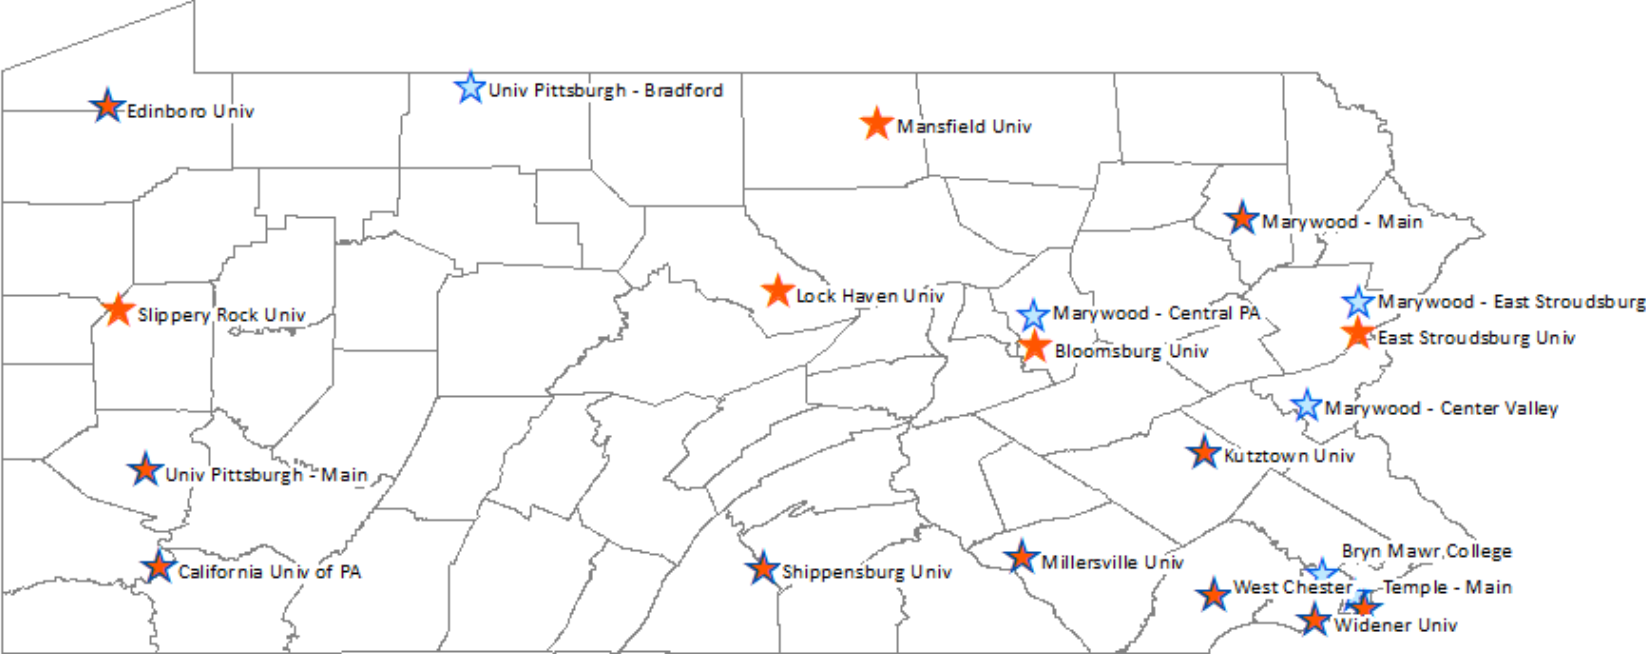 Univ Pittsburgh - Bradford
Edinboro Univ
Mansfield Univ
Marywood - Main
Lock Haven Univ
Marywood - East Stroudsburg
Slippery Rock Univ
Marywood - Central PA
East Stroudsburg Univ
Bloomsburg Univ
Marywood - Center Valley
Kutztown Univ
Univ Pittsburgh - Main
Bryn Mawr College
Millersville Univ
California Univ of PA
Shippensburg Univ
West Chester
Temple - Main
Widener Univ